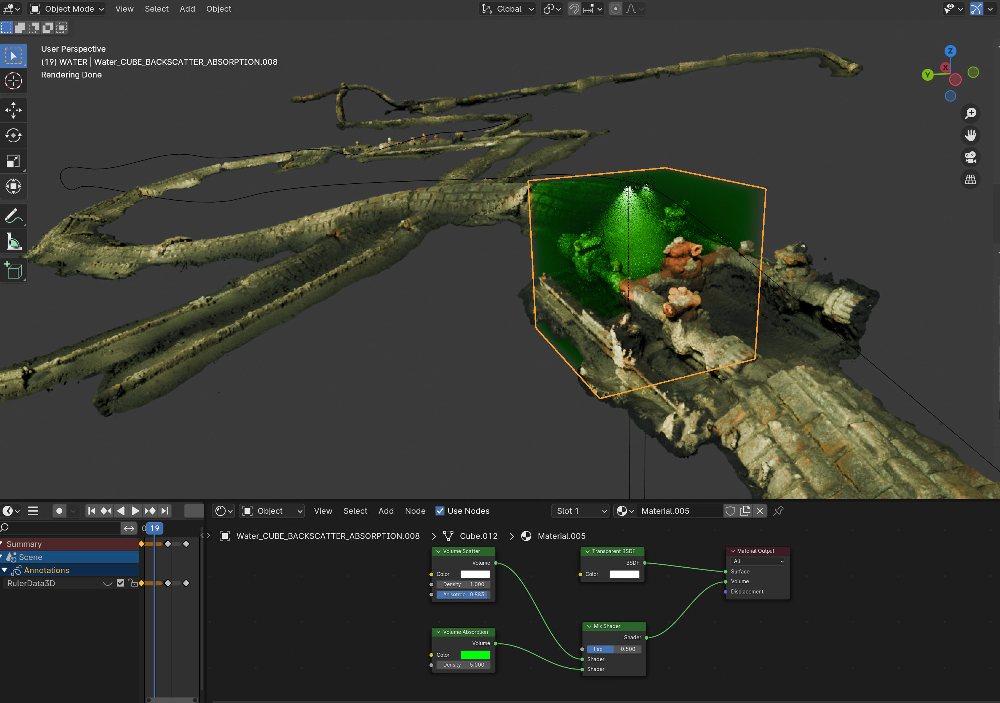 Object Mode View Select Add Object Global
User Perspective
(19) WATER | Water_CUBE_BACKSCATTER_ABSORPTION.008
Rendering Done
Z
X
Y
Object View Select Add Node Use Nodes Slot 1 Material.005
0 19
Water_CUBE_BACKSCATTER_ABSORPTION.008 > Cube.012 > Material.005
Summary
Scene
Annotations
RulerData3D
Volume Scatter
Volume
Color
Density 1.000
Anisotrop 0.883
Volume Absorption
Volume
Color
Density 5.000
Transparent BSDF
BSDF
Color
Mix Shader
Shader
Fac 0.500
Shader
Shader
Material Output
All
Surface
Volume
Displacement